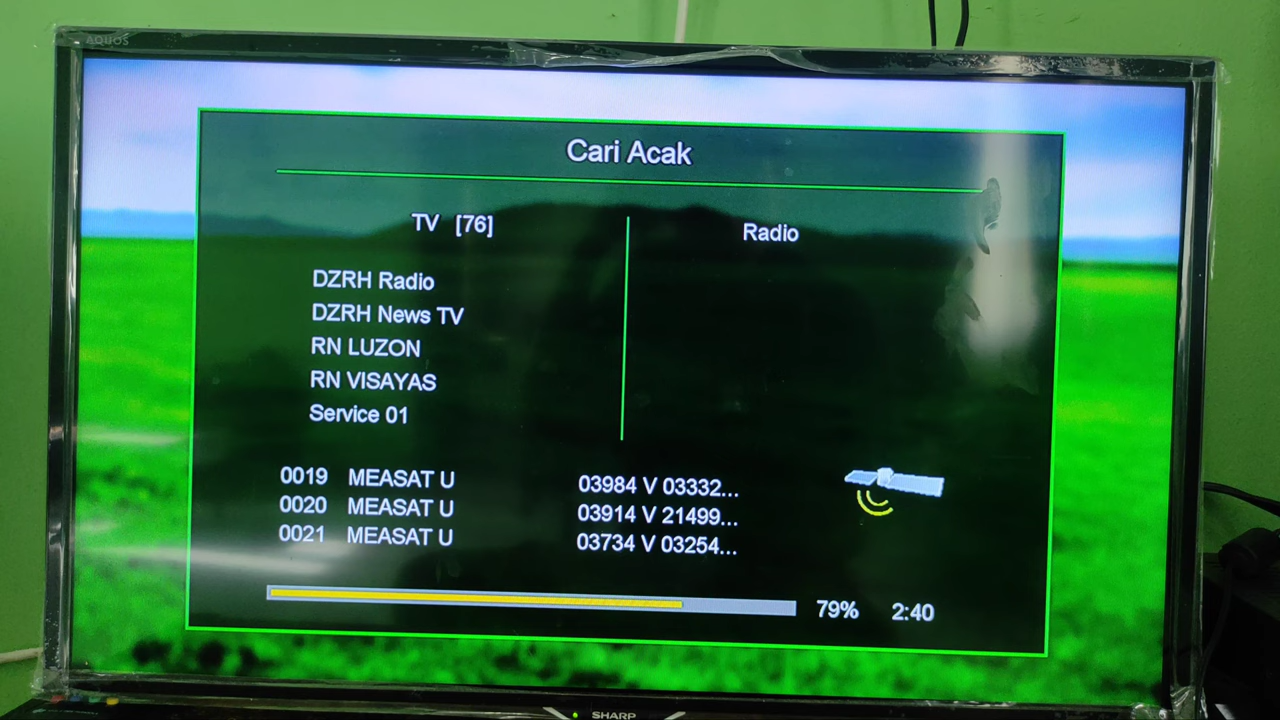 AQUOS
Cari Acak
TV [76]
Radio
DZRH Radio
DZRH News TV
RN LUZON
RN VISAYAS
Service 01
0019 MEASAT U 03984 V 03332...
0020 MEASAT U 03914 V 21499...
0021 MEASAT U 03734 V 03254...
79% 2:40
SHARP